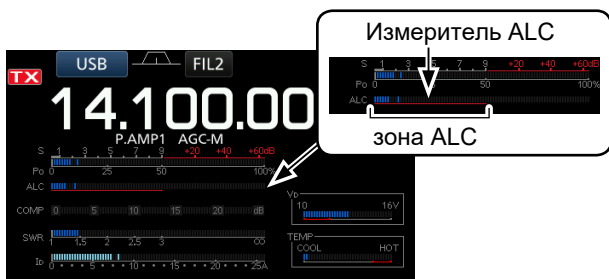 Измеритель ALC
S 1 3 5 7 9 +20 +40 +60dB
Po 0 50 100%
ALC
зона ALC
USB FIL2
TX
14.100.00
P.AMP1 AGC-M
S 1 3 5 7 9 +20 +40 +60dB
Po 0 25 50 100%
ALC
COMP 0 5 10 15 20 dB
SWR 1 1.5 2 2.5 3 ∞
ID 0 5 10 15 20 25A
VD
10 16V
TEMP
COOL HOT